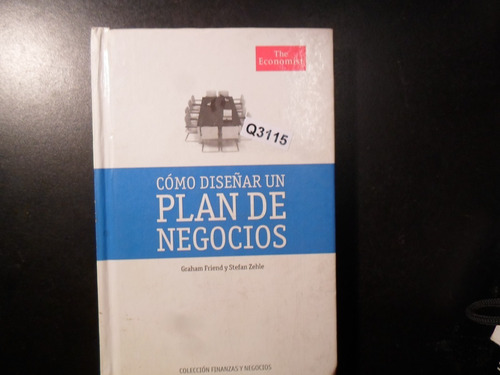 The
Economist
Q3115
CÓMO DISEÑAR UN
PLAN DE
NEGOCIOS
Graham Friend y Stefan Zehle
COLECCIÓN FINANZAS Y NEGOCIOS